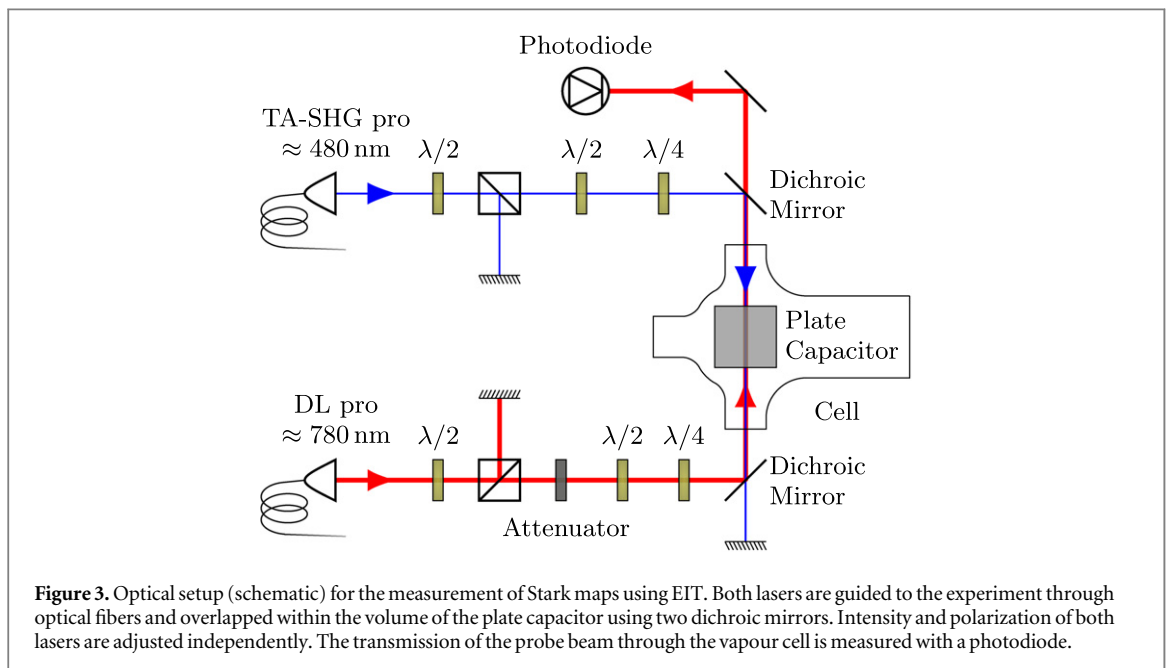 Photodiode
TA-SHG pro
≈ 480 nm
λ/2
λ/2
λ/4
Dichroic
Mirror
Plate
Capacitor
Cell
DL pro
≈ 780 nm
λ/2
λ/2
λ/4
Attenuator
Dichroic
Mirror
Figure 3. Optical setup (schematic) for the measurement of Stark maps using EIT. Both lasers are guided to the experiment through
optical fibers and overlapped within the volume of the plate capacitor using two dichroic mirrors. Intensity and polarization of both
lasers are adjusted independently. The transmission of the probe beam through the vapour cell is measured with a photodiode.